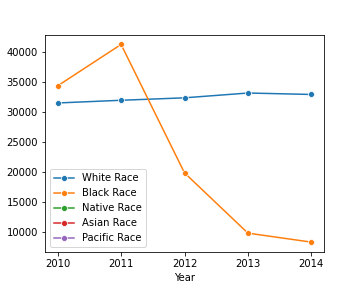 40000
35000
30000
25000
20000
15000
10000
White Race
Black Race
Native Race
Asian Race
Pacific Race
2010 2011 2012 2013 2014
Year